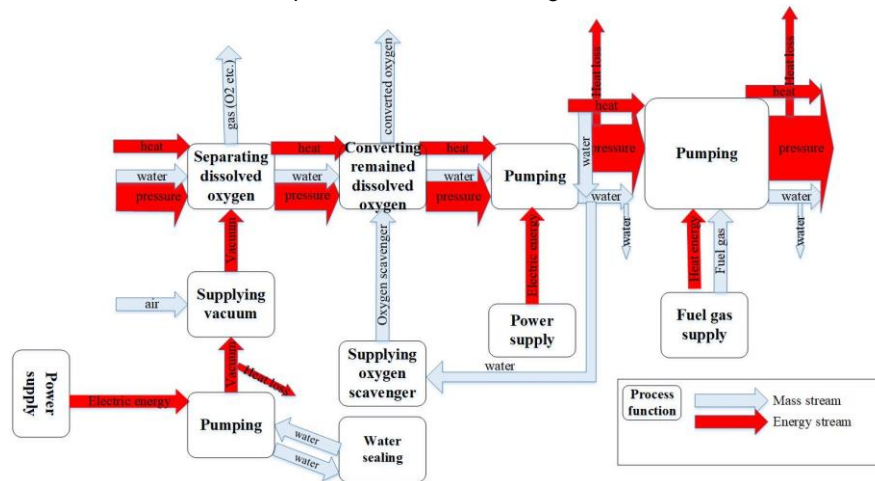 gas (O2 etc.)
converted oxygen
Heat loss
Heat loss
heat
heat
heat
heat
heat
Separating
dissolved
oxygen
Converting
remained
dissolved
oxygen
Pumping
Pumping
water
water
water
water
water
water
pressure
pressure
pressure
pressure
pressure
water
water
Vacuum
Oxygen scavenger
Electric energy
Heat energy
Fuel gas
air
Supplying
vacuum
Power
supply
Fuel gas
supply
Vacuum
Heat loss
Supplying
oxygen
scavenger
water
Power
supply
Electric energy
Pumping
water
water
Water
sealing
Process
function
Mass stream
Energy stream